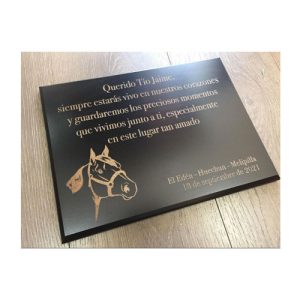 Querido Tío Jaime,
siempre estarás vivo en nuestros corazones
y guardaremos los preciosos momentos
que vivimos junto a ti, especialmente
en este lugar tan amado
El Edén - Huechun - Melipilla
18 de septiembre de 2021